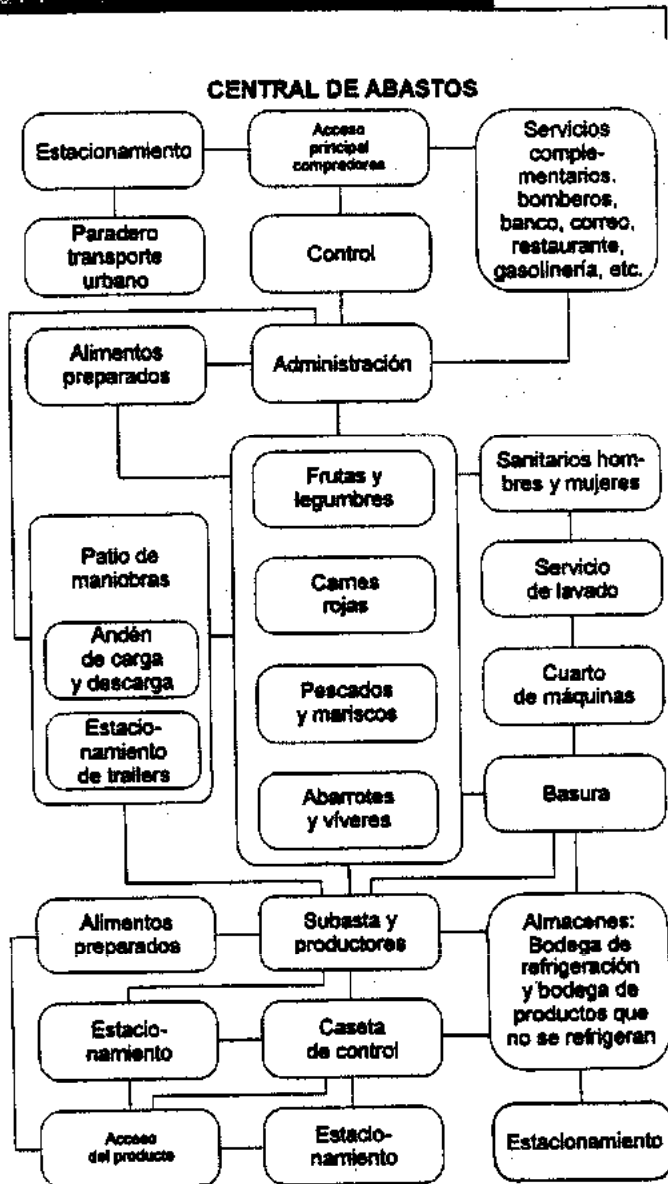 CENTRAL DE ABASTOS
Estacionamiento
Acceso
principal
compradores
Servicios
comple-
mentarios,
bomberos,
banco, correo,
restaurante,
gasolinería, etc.
Paradero
transporte
urbano
Control
Alimentos
preparados
Administración
Frutas y
legumbres
Sanitarios hom-
bres y mujeres
Patio de
maniobras
Carnes
rojas
Servicio
de lavado
Andén
de carga
y descarga
Pescados
y mariscos
Cuarto
de máquinas
Estacio-
namiento
de trailers
Abarrotes
y víveres
Basura
Alimentos
preparados
Subasta y
productores
Almacenes:
Bodega de
refrigeración
y bodega de
productos que
no se refrigeran
Estacio-
namiento
Caseta
de control
Acceso
del producto
Estacio-
namiento
Estacionamiento